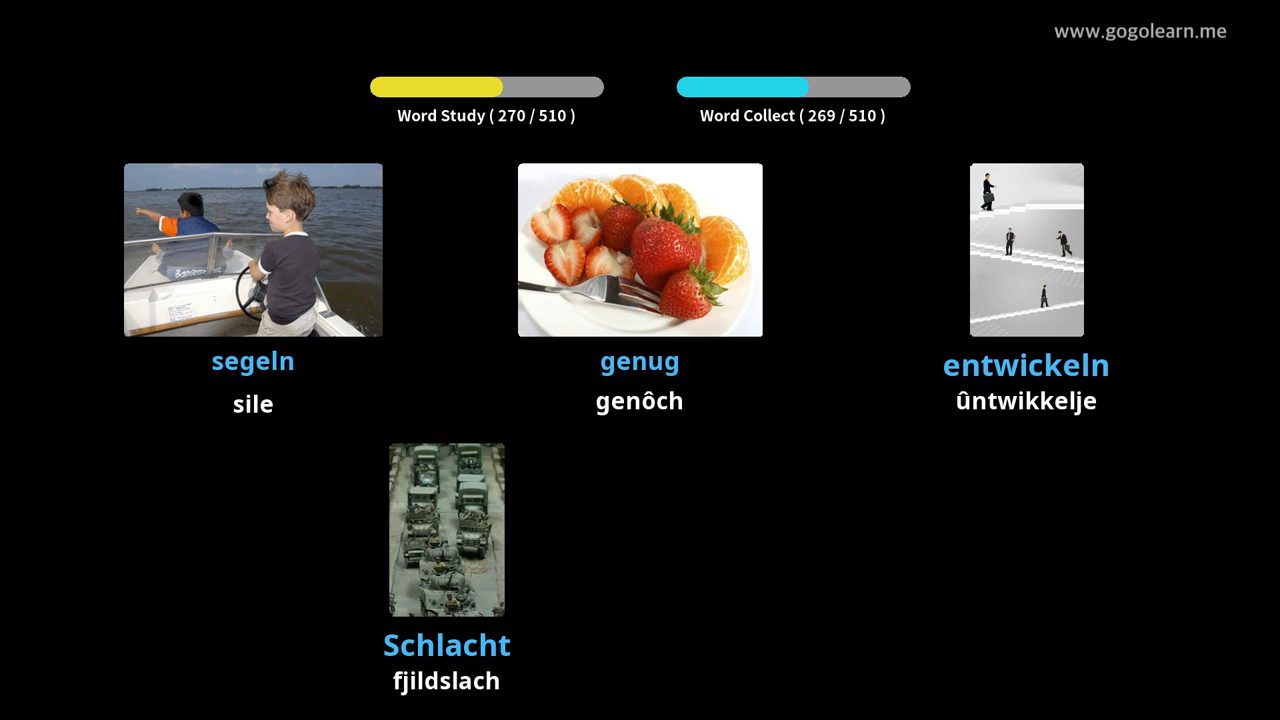 www.gogolearn.me
Word Study ( 270 / 510 )
Word Collect ( 269 / 510 )
segeln
sile
genug
genôch
entwickeln
ûntwikkelje
Schlacht
fjildslach